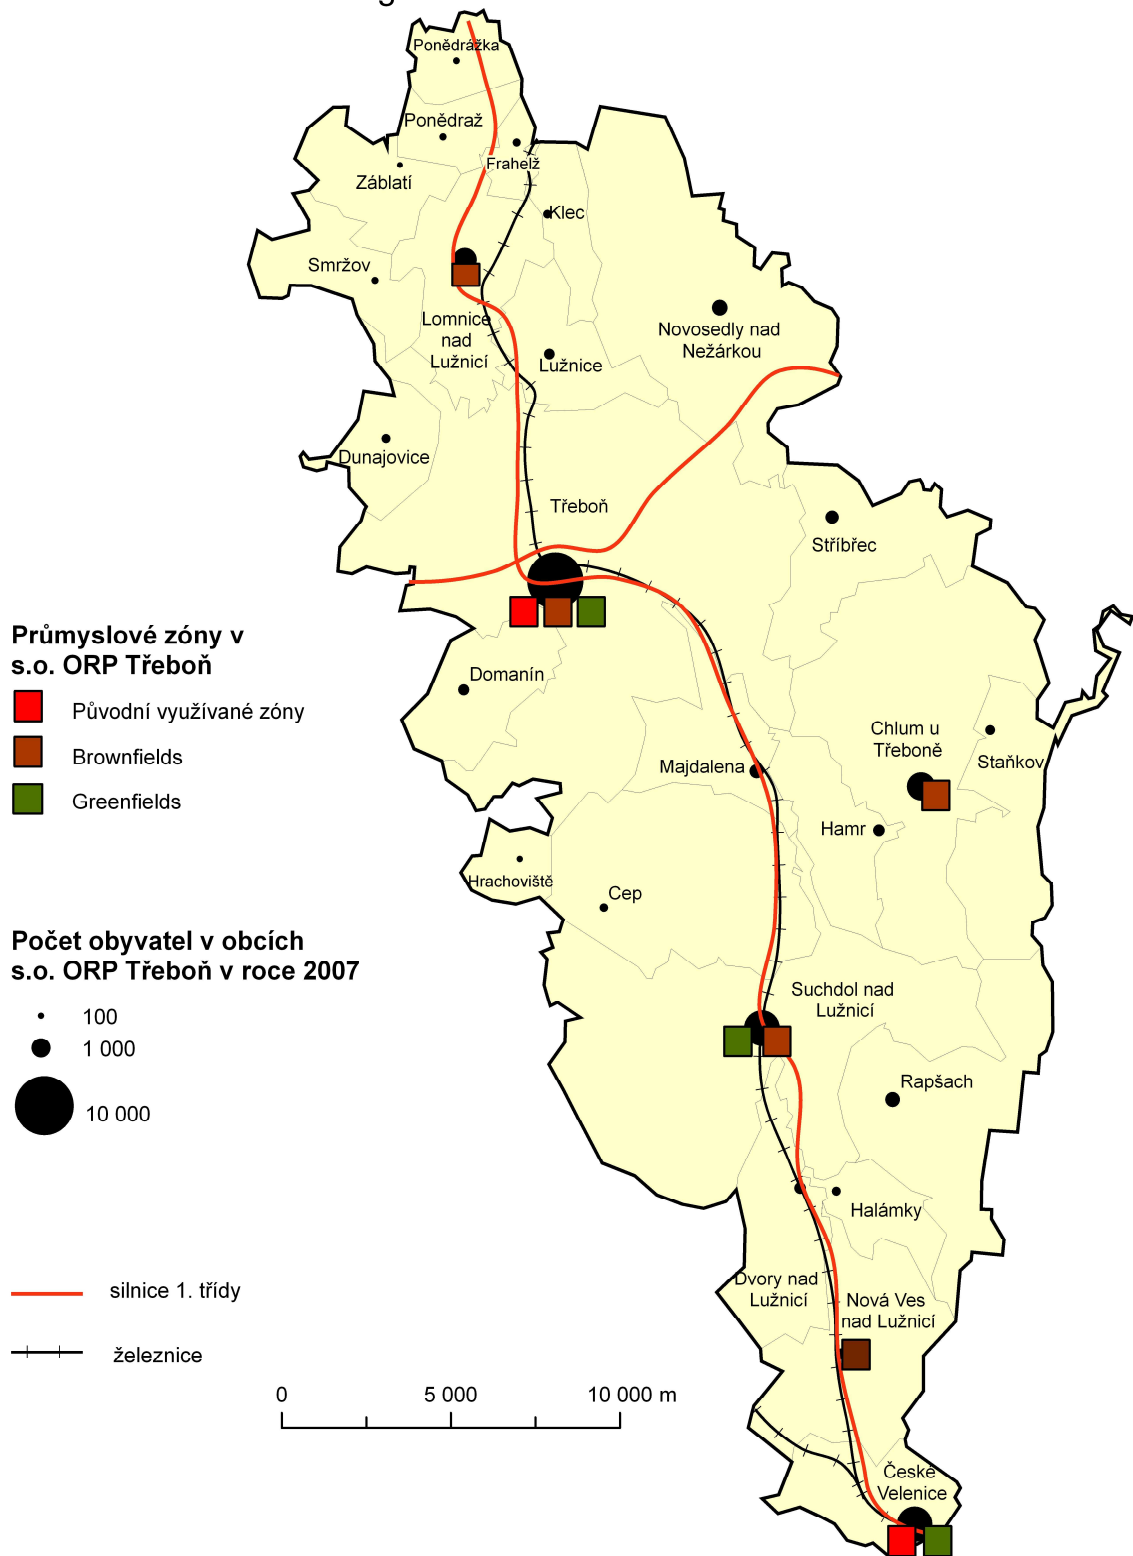 Ponědrážka
Ponědraž
Frahelž
Záblatí
Klec
Smržov
Lomnice
nad
Lužnicí
Novosedly nad
Nežárkou
Lužnice
Dunajovice
Třeboň
Stříbřec
Průmyslové zóny v
s.o. ORP Třeboň
Původní využívané zóny
Brownfields
Greenfields
Domanín
Chlum u
Třeboně
Staňkov
Majdalena
Hamr
Hrachoviště
Cep
Počet obyvatel v obcích
s.o. ORP Třeboň v roce 2007
100
1 000
10 000
Suchdol nad
Lužnicí
Rapšach
Halámky
Dvory nad
Lužnicí
Nová Ves
nad Lužnicí
silnice 1. třídy
železnice
0 5 000 10 000 m
České
Velenice